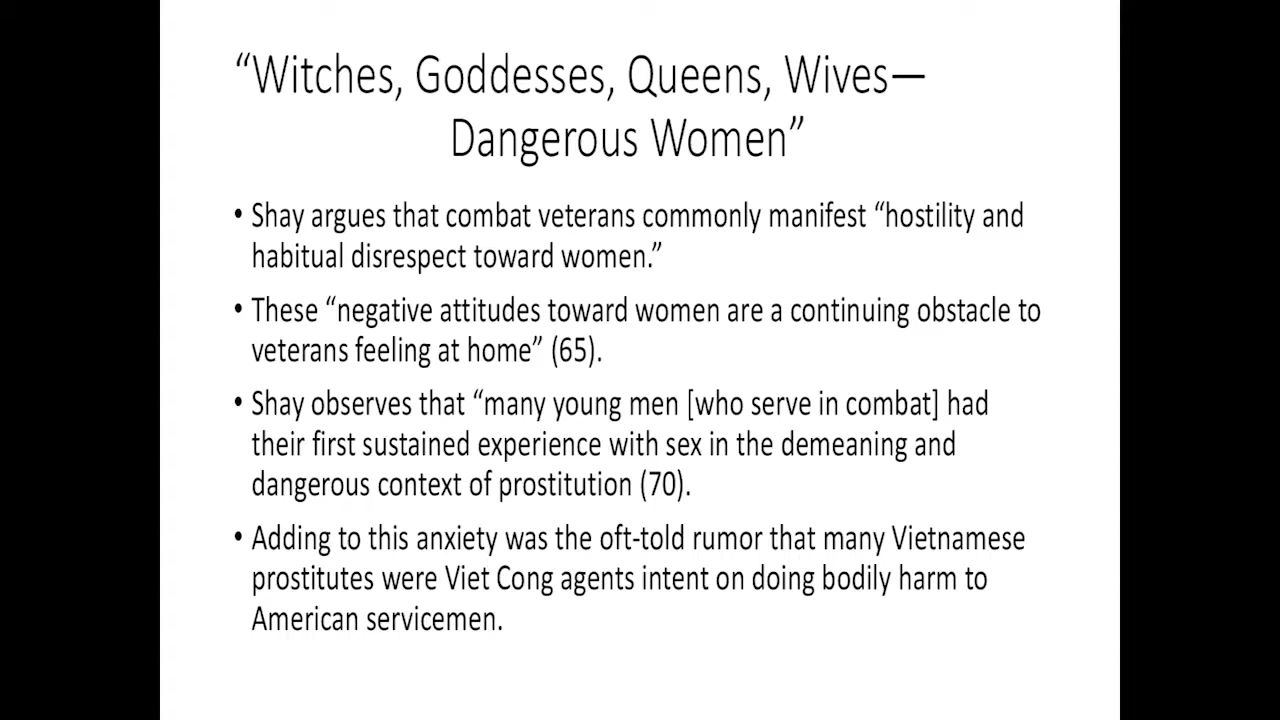 “Witches, Goddesses, Queens, Wives—
Dangerous Women”
• Shay argues that combat veterans commonly manifest “hostility and
habitual disrespect toward women.”
• These “negative attitudes toward women are a continuing obstacle to
veterans feeling at home” (65).
• Shay observes that “many young men [who serve in combat] had
their first sustained experience with sex in the demeaning and
dangerous context of prostitution (70).
• Adding to this anxiety was the oft-told rumor that many Vietnamese
prostitutes were Viet Cong agents intent on doing bodily harm to
American servicemen.